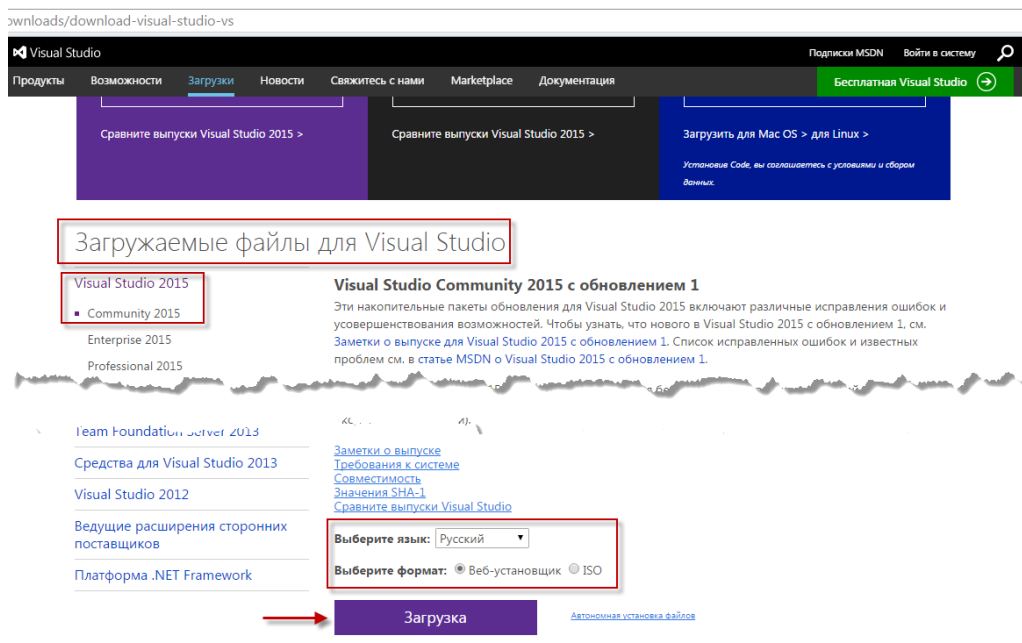 ownloads/download-visual-studio-vs
Visual Studio
Подписки MSDN Войти в систему
Продукты Возможности Загрузки Новости Свяжитесь с нами Marketplace Документация Бесплатная Visual Studio
Сравните выпуски Visual Studio 2015 >
Сравните выпуски Visual Studio 2015 >
Загрузить для Mac OS > для Linux >
Установив Code, вы соглашаетесь с условиями и сбором
данных.
Загружаемые файлы для Visual Studio
Visual Studio 2015
Community 2015
Enterprise 2015
Professional 2015
Visual Studio Community 2015 с обновлением 1
Эти накопительные пакеты обновления для Visual Studio 2015 включают различные исправления ошибок и
усовершенствования возможностей. Чтобы узнать, что нового в Visual Studio 2015 с обновлением 1, см.
Заметки о выпуске для Visual Studio 2015 с обновлением 1. Список исправленных ошибок и известных
проблем см. в статье MSDN о Visual Studio 2015 с обновлением 1.
Team Foundation Server 2013
Средства для Visual Studio 2013
Visual Studio 2012
Ведущие расширения сторонних
поставщиков
Платформа .NET Framework
Заметки о выпуске
Требования к системе
Совместимость
Значения SHA-1
Сравните выпуски Visual Studio
Выберите язык: Русский
Выберите формат: Веб-установщик ISO
Загрузка
Автономная установка файлов